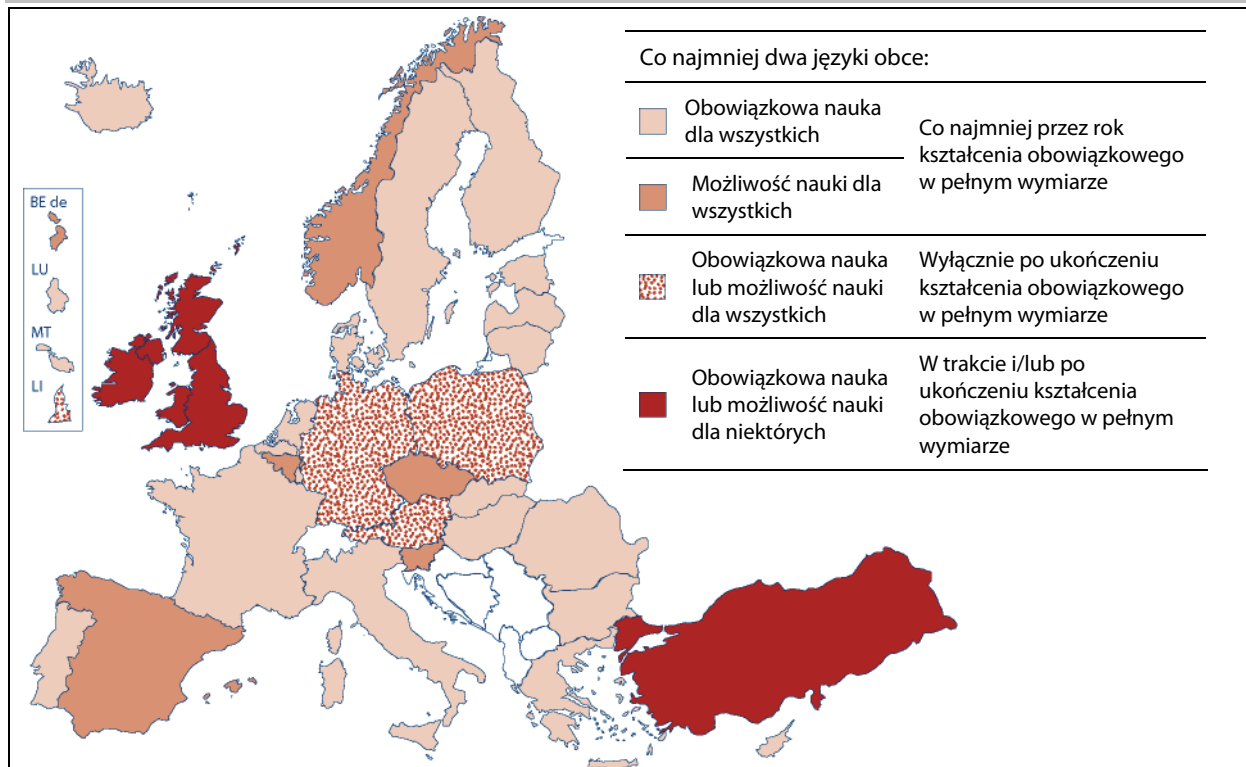 Co najmniej dwa języki obce:
Obowiązkowa nauka
dla wszystkich
Co najmniej przez rok
kształcenia obowiązkowego
w pełnym wymiarze
Możliwość nauki dla
wszystkich
Obowiązkowa nauka
lub możliwość nauki
dla wszystkich
Wyłącznie po ukończeniu
kształcenia obowiązkowego
w pełnym wymiarze
Obowiązkowa nauka
lub możliwość nauki
dla niektórych
W trakcie i/lub po
ukończeniu kształcenia
obowiązkowego w pełnym
wymiarze
BE de
LU
MT
LI